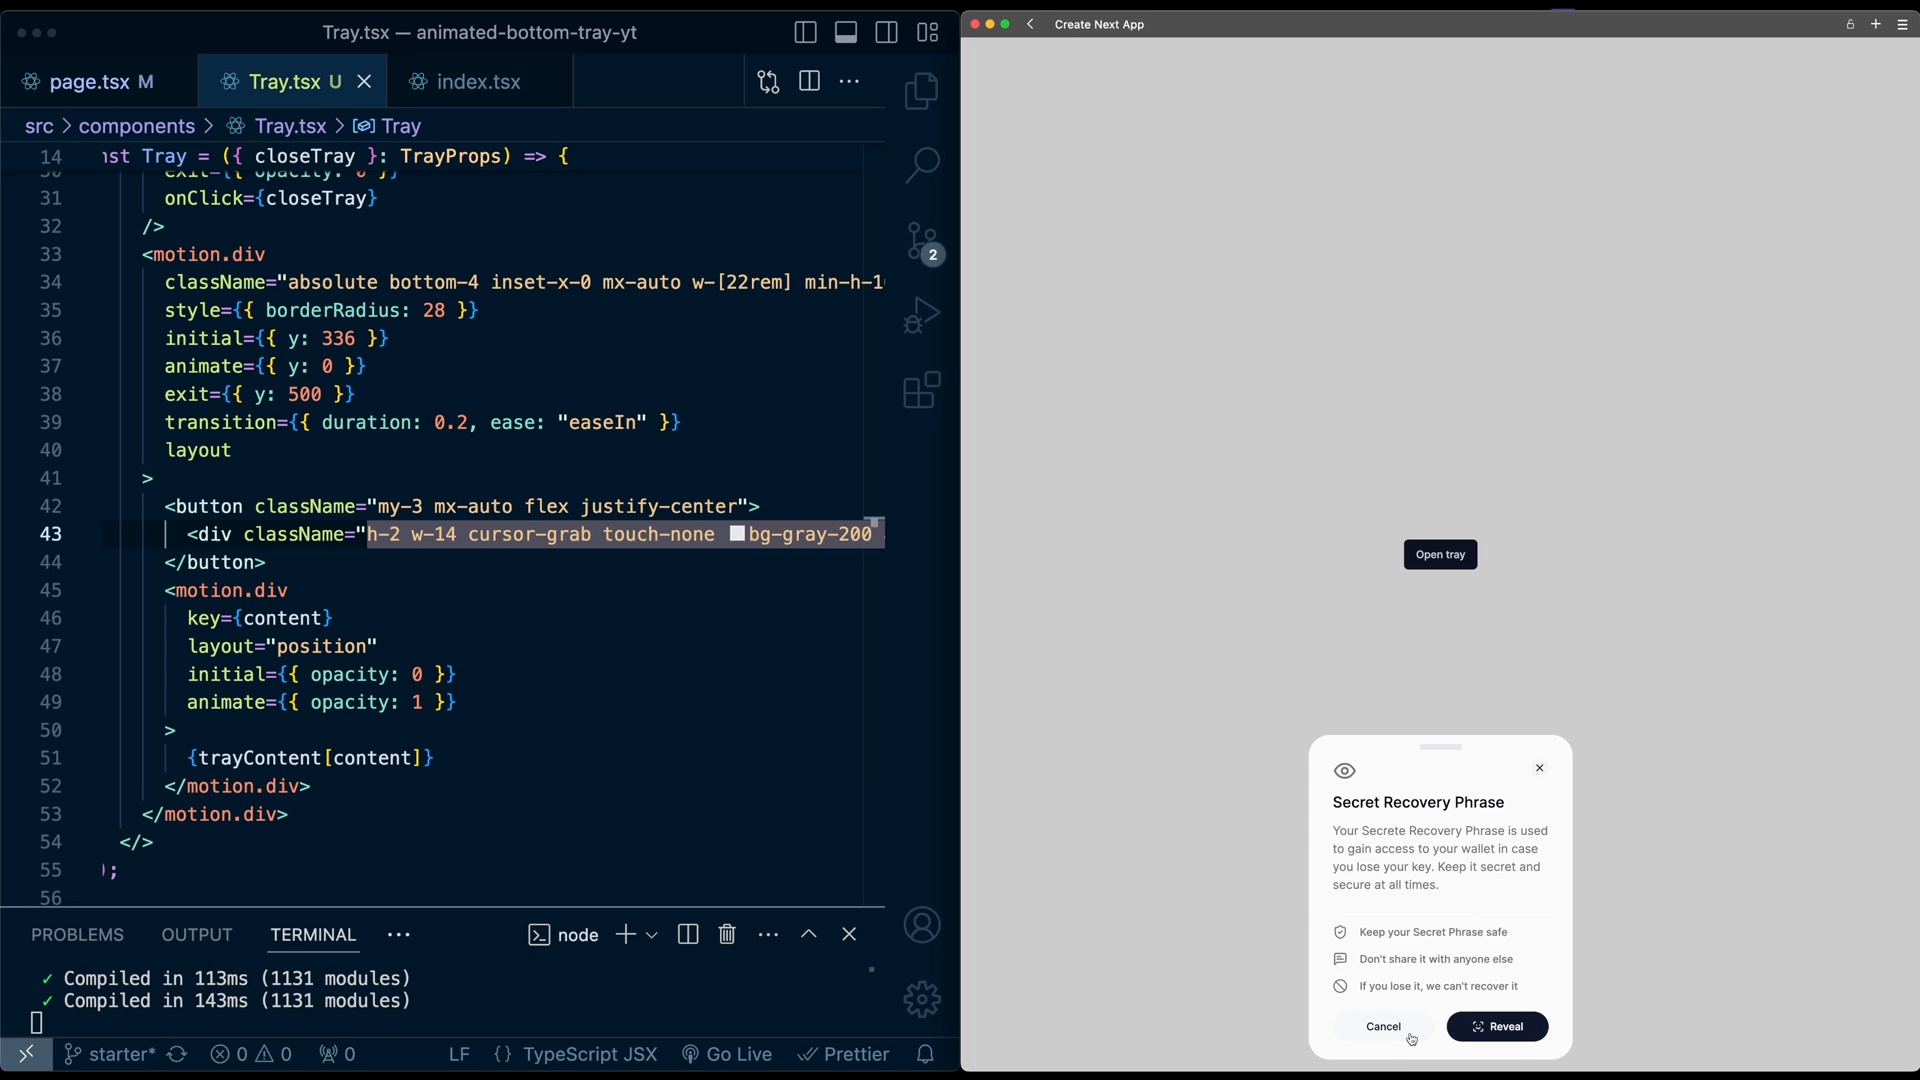 Tray.tsx — animated-bottom-tray-yt
page.tsx M
Tray.tsx U
index.tsx
src > components > Tray.tsx > Tray
14 nst Tray = ({ closeTray }: TrayProps) => {
30 exit={{ opacity: 0 }}
31 onClick={closeTray}
32 />
33 <motion.div
34 className="absolute bottom-4 inset-x-0 mx-auto w-[22rem] min-h-1
35 style={{ borderRadius: 28 }}
36 initial={{ y: 336 }}
37 animate={{ y: 0 }}
38 exit={{ y: 500 }}
39 transition={{ duration: 0.2, ease: "easeIn" }}
40 layout
41 >
42 <button className="my-3 mx-auto flex justify-center">
43 <div className="h-2 w-14 cursor-grab touch-none bg-gray-200
44 </button>
45 <motion.div
46 key={content}
47 layout="position"
48 initial={{ opacity: 0 }}
49 animate={{ opacity: 1 }}
50 >
51 {trayContent[content]}
52 </motion.div>
53 </motion.div>
54 </>
55 );
56
2
PROBLEMS OUTPUT TERMINAL ··· node
✓ Compiled in 113ms (1131 modules)
✓ Compiled in 143ms (1131 modules)
starter* 0 0 0 LF {} TypeScript JSX Go Live Prettier
Create Next App
Open tray
Secret Recovery Phrase
Your Secrete Recovery Phrase is used
to gain access to your wallet in case
you lose your key. Keep it secret and
secure at all times.
Keep your Secret Phrase safe
Don't share it with anyone else
If you lose it, we can't recover it
Cancel
Reveal